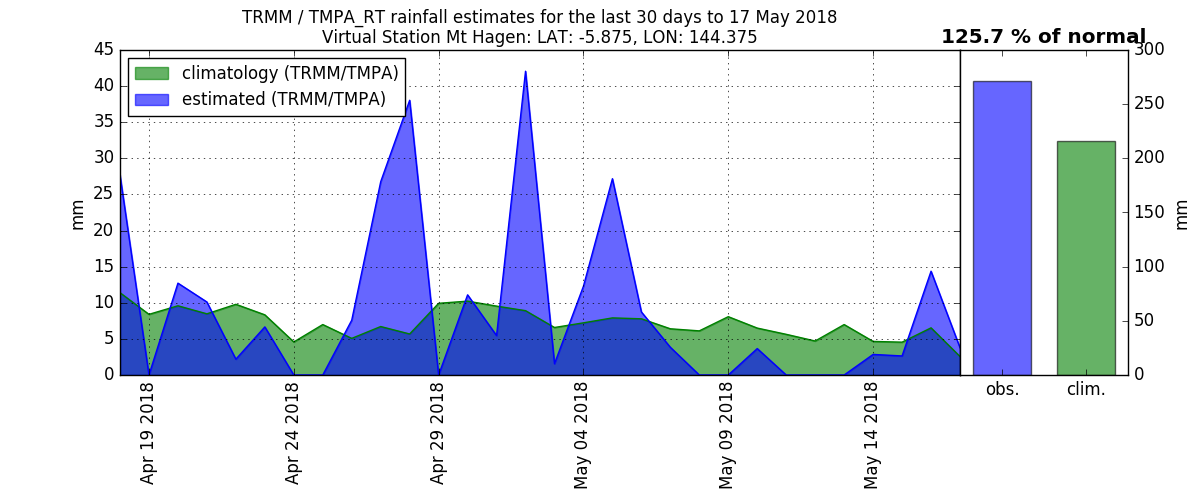 TRMM / TMPA_RT rainfall estimates for the last 30 days to 17 May 2018
Virtual Station Mt Hagen: LAT: -5.875, LON: 144.375
125.7 % of normal
climatology (TRMM/TMPA)
estimated (TRMM/TMPA)
mm
45
40
35
30
25
20
15
10
5
0
Apr 19 2018
Apr 24 2018
Apr 29 2018
May 04 2018
May 09 2018
May 14 2018
obs.
clim.
300
250
200
150
100
50
0
mm